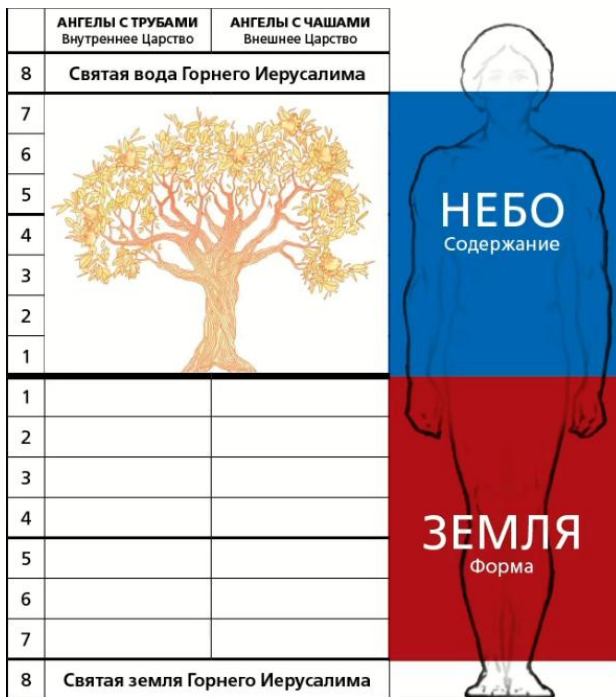 АНГЕЛЫ С ТРУБАМИ
Внутреннее Царство
АНГЕЛЫ С ЧАШАМИ
Внешнее Царство
8 Святая вода Горнего Иерусалима
7
6
5
4
3
2
1
НЕБО
Содержание
1
2
3
4
5
6
7
ЗЕМЛЯ
Форма
8 Святая земля Горнего Иерусалима